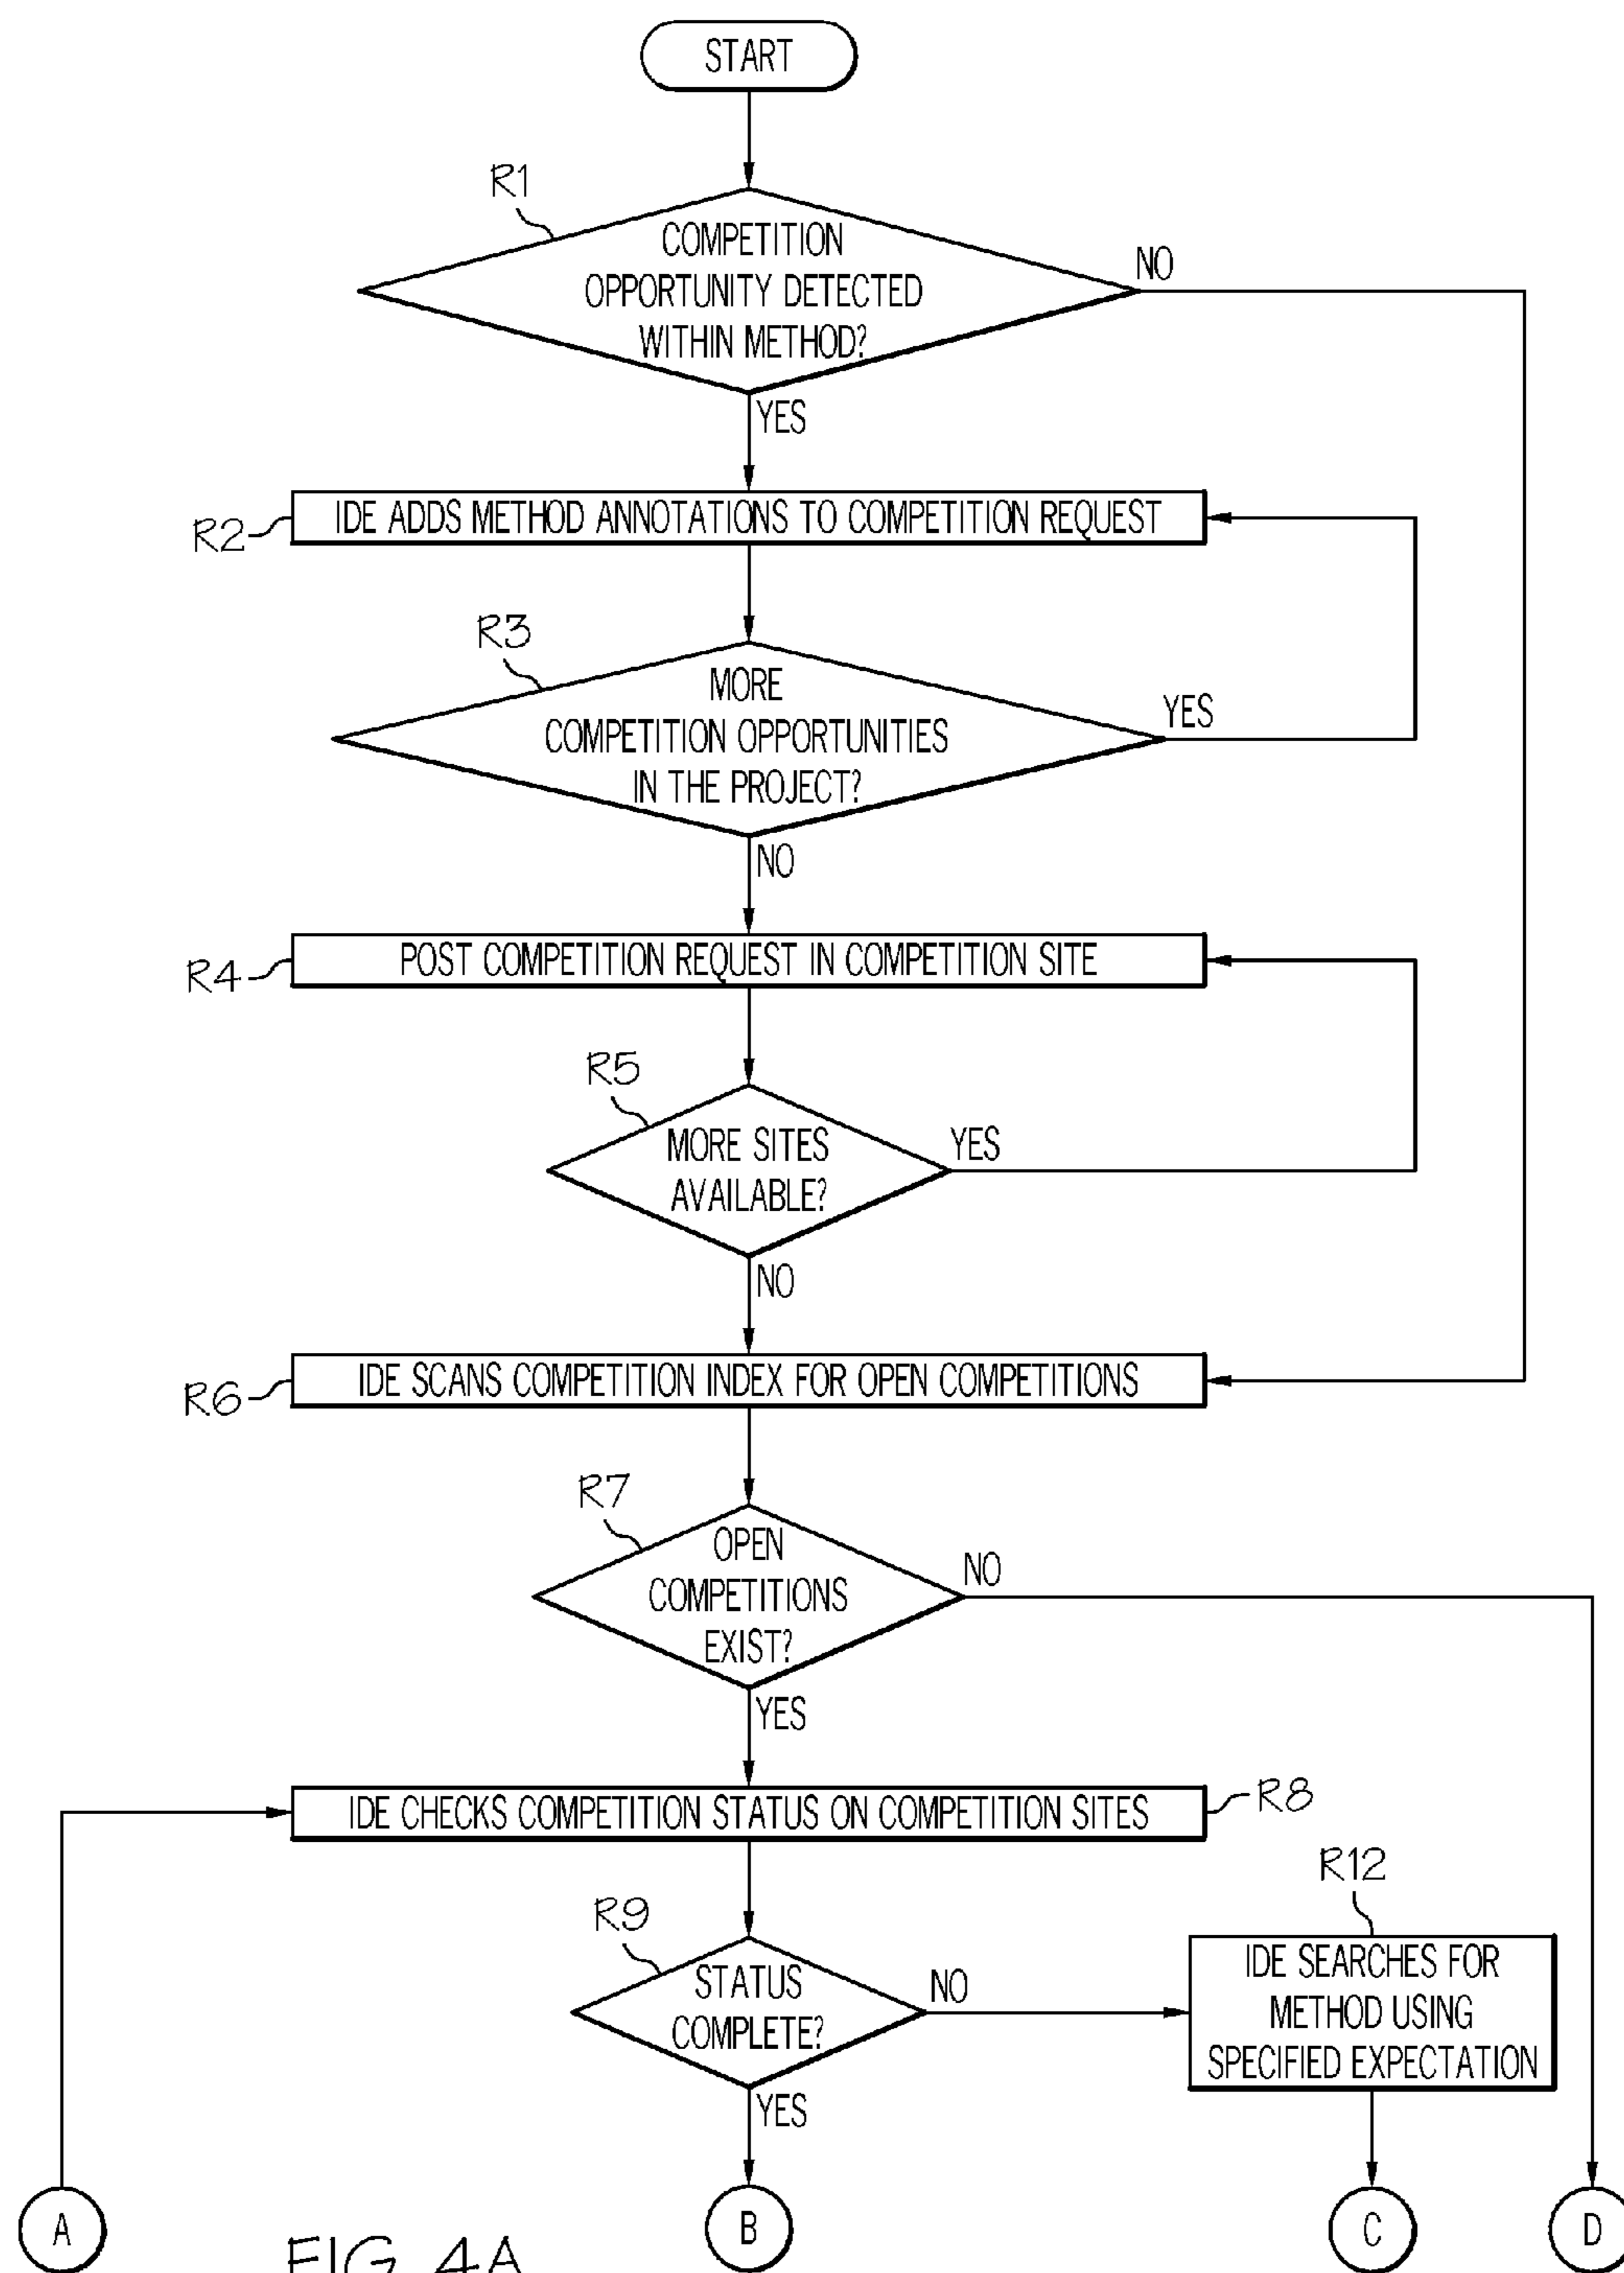 START
R1
COMPETITION
OPPORTUNITY DETECTED
WITHIN METHOD?
NO
YES
R2
IDE ADDS METHOD ANNOTATIONS TO COMPETITION REQUEST
R3
MORE
COMPETITION OPPORTUNITIES
IN THE PROJECT?
YES
NO
R4
POST COMPETITION REQUEST IN COMPETITION SITE
R5
MORE SITES
AVAILABLE?
YES
NO
R6
IDE SCANS COMPETITION INDEX FOR OPEN COMPETITIONS
R7
OPEN
COMPETITIONS
EXIST?
NO
YES
IDE CHECKS COMPETITION STATUS ON COMPETITION SITES
R8
R9
STATUS
COMPLETE?
NO
YES
R12
IDE SEARCHES FOR
METHOD USING
SPECIFIED EXPECTATION
A
B
C
D
FIG. 4A